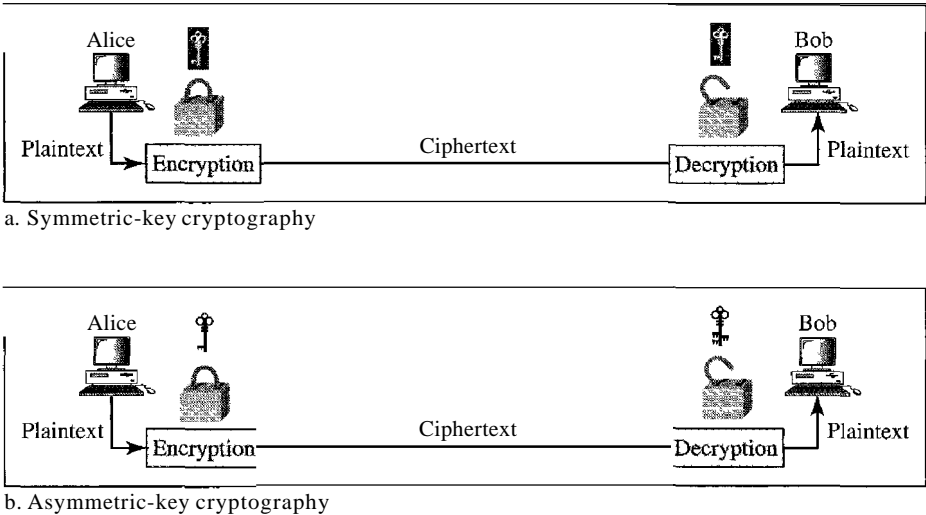 Alice
Bob
Plaintext
Encryption
Ciphertext
Decryption
Plaintext
a. Symmetric-key cryptography
Alice
Bob
Plaintext
Encryption
Ciphertext
Decryption
Plaintext
b. Asymmetric-key cryptography